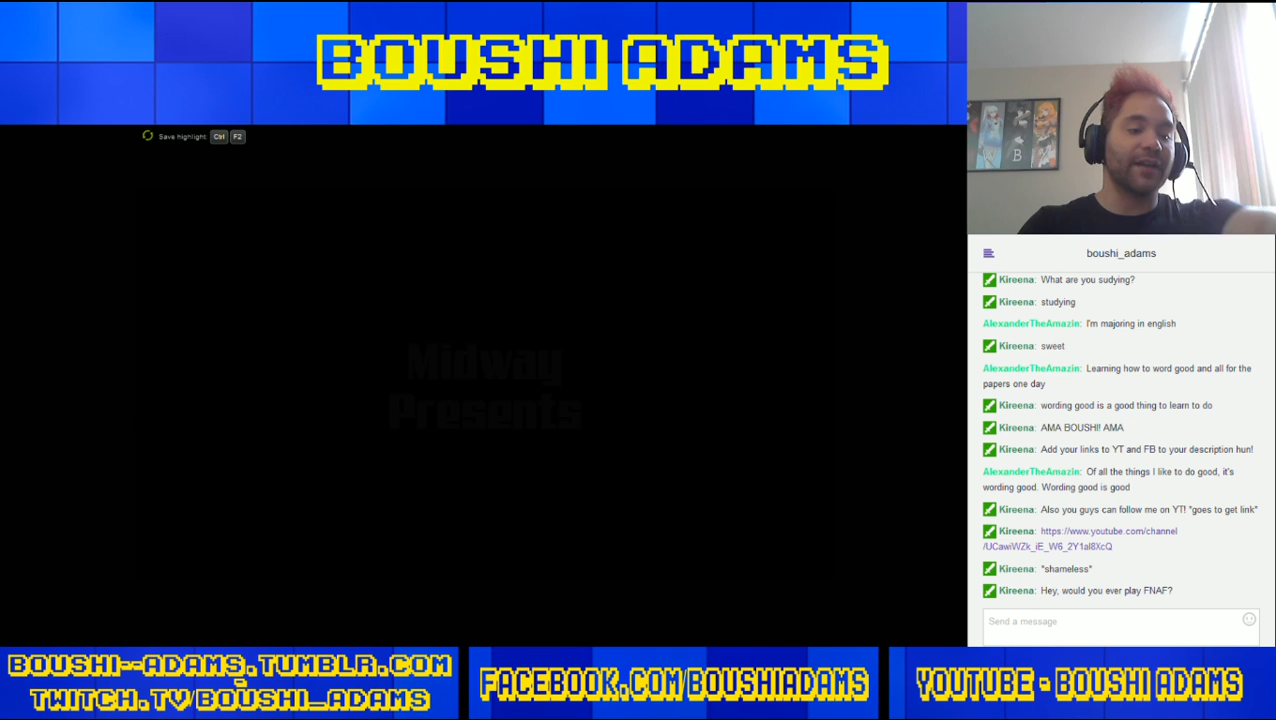 BOUSHI ADAMS
Save highlight: Ctrl F2
Midway
Presents
B
boushi_adams
Kireena: What are you sudying?
Kireena: studying
AlexanderTheAmazin: I'm majoring in english
Kireena: sweet
AlexanderTheAmazin: Learning how to word good and all for the
papers one day
Kireena: wording good is a good thing to learn to do
Kireena: AMA BOUSHI! AMA
Kireena: Add your links to YT and FB to your description hun!
AlexanderTheAmazin: Of all the things I like to do good, it's
wording good. Wording good is good
Kireena: Also you guys can follow me on YT! *goes to get link*
Kireena: https://www.youtube.com/channel
/UCawiWZk_iE_W6_2Y1al8XcQ
Kireena: *shameless*
Kireena: Hey, would you ever play FNAF?
Send a message
BOUSHI--ADAMS.TUMBLR.COM
-
TWITCH.TV/BOUSHI_ADAMS
FACEBOOK.COM/BOUSHIADAMS
YOUTUBE - BOUSHI ADAMS